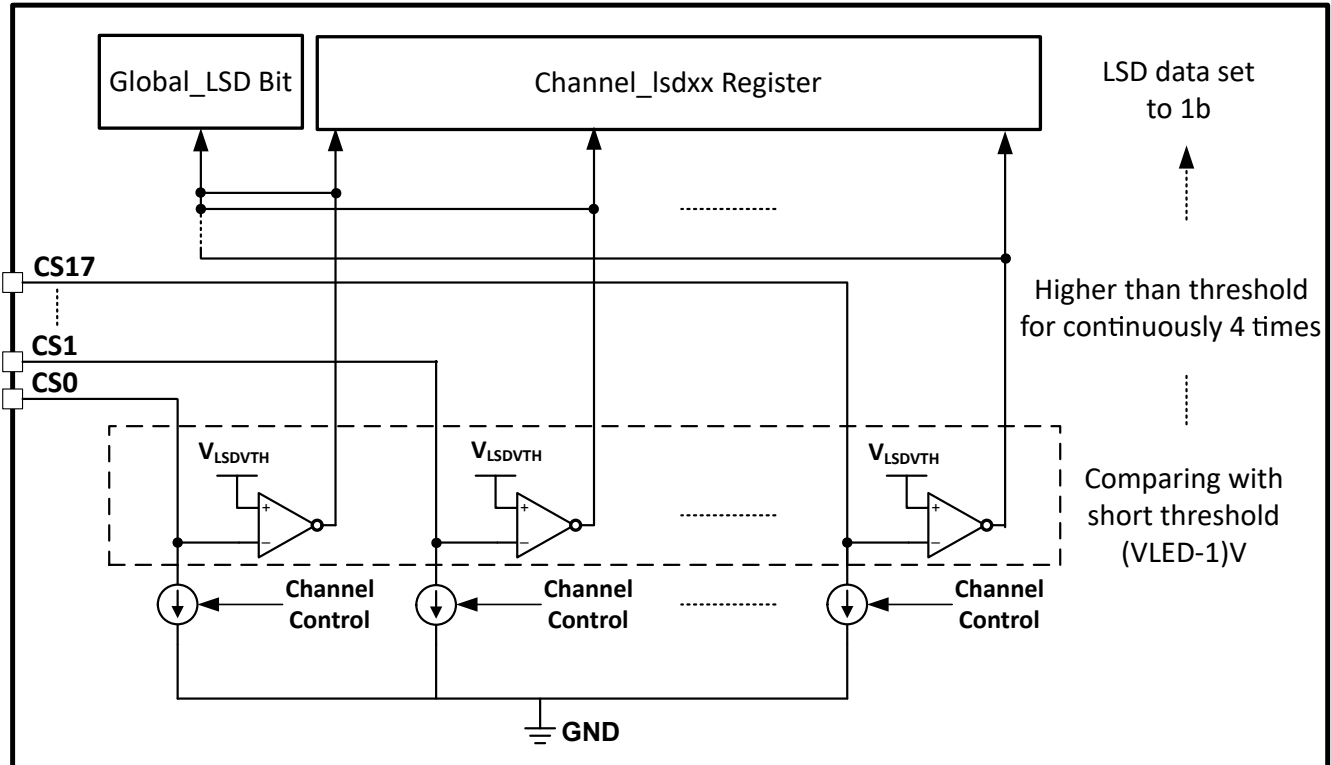 Global_LSD Bit
Channel_lsdxx Register
LSD data set
to 1b
CS17
Higher than threshold
for continuously 4 times
CS1
CS0
VLSDVTH
VLSDVTH
VLSDVTH
+
+
+
−
−
−
Comparing with
short threshold
(VLED-1)V
Channel
Control
Channel
Control
Channel
Control
GND